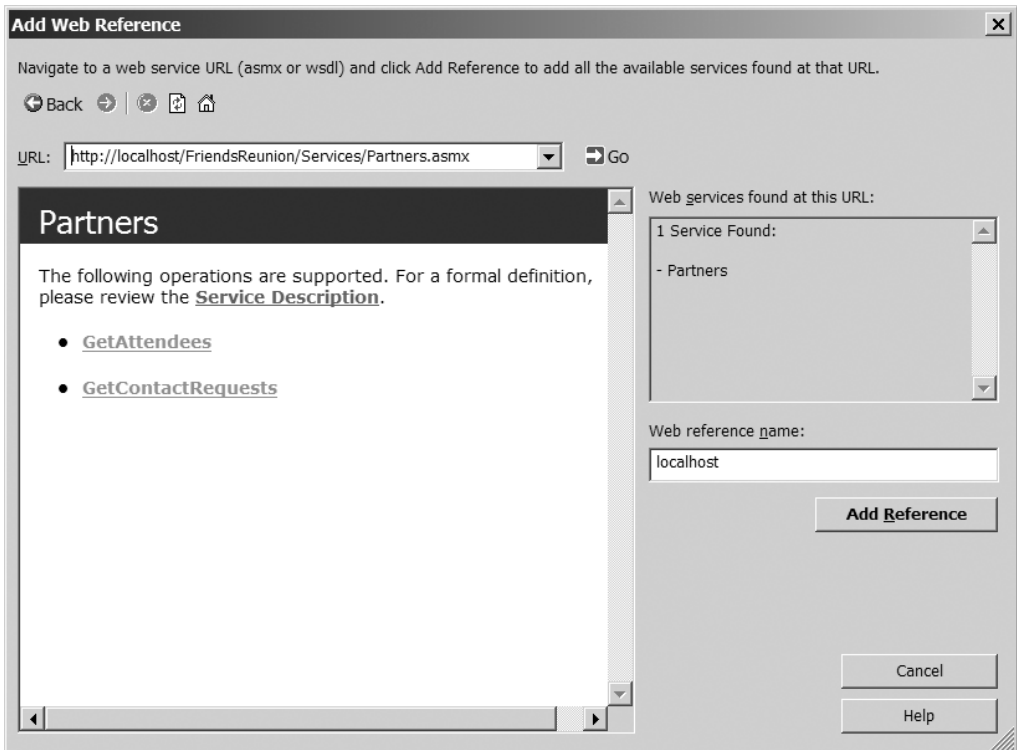 Add Web Reference
Navigate to a web service URL (asmx or wsdl) and click Add Reference to add all the available services found at that URL.
Back
URL: http://localhost/FriendsReunion/Services/Partners.asmx Go
Partners
The following operations are supported. For a formal definition,
please review the Service Description.
• GetAttendees
• GetContactRequests
Web services found at this URL:
1 Service Found:
- Partners
Web reference name:
localhost
Add Reference
Cancel
Help